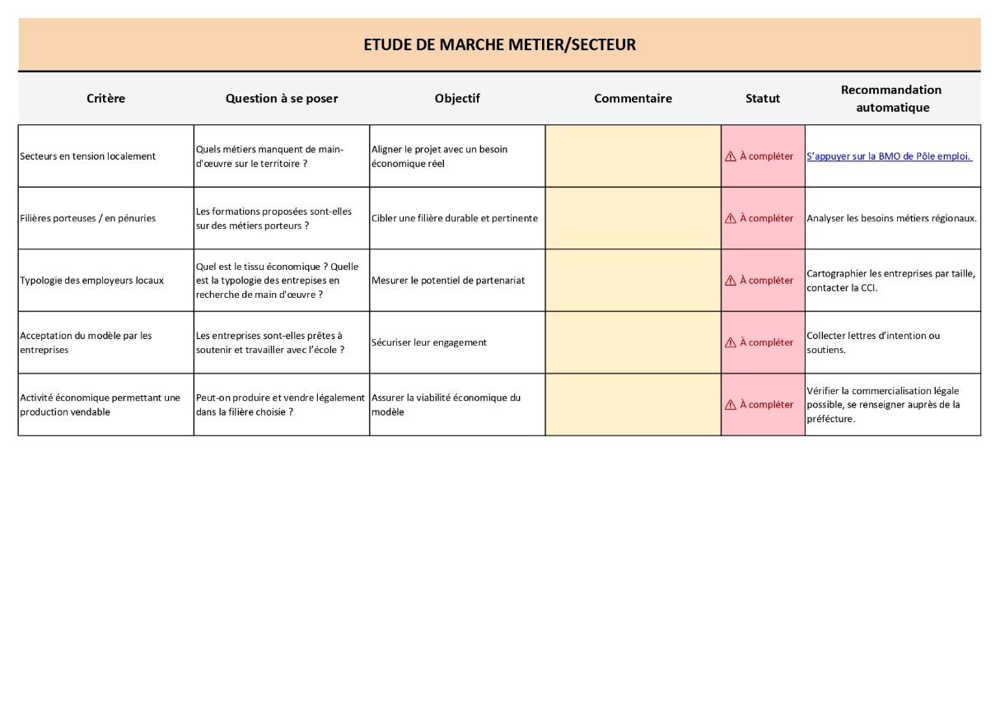 ETUDE DE MARCHE METIER/SECTEUR
Critère
Question à se poser
Objectif
Commentaire
Statut
Recommandation
automatique
Secteurs en tension localement
Quels métiers manquent de main-
d'œuvre sur le territoire ?
Aligner le projet avec un besoin
économique réel
⚠ À compléter
S’appuyer sur la BMO de Pôle emploi.
Filières porteuses / en pénuries
Les formations proposées sont-elles
sur des métiers porteurs ?
Cibler une filière durable et pertinente
⚠ À compléter
Analyser les besoins métiers régionaux.
Typologie des employeurs locaux
Quel est le tissu économique ? Quelle
est la typologie des entrepises en
recherche de main d'œuvre ?
Mesurer le potentiel de partenariat
⚠ À compléter
Cartographier les entreprises par taille,
contacter la CCI.
Acceptation du modèle par les
entreprises
Les entreprises sont-elles prêtes à
soutenir et travailler avec l’école ?
Sécuriser leur engagement
⚠ À compléter
Collecter lettres d’intention ou
soutiens.
Activité économique permettant une
production vendable
Peut-on produire et vendre légalement
dans la filière choisie ?
Assurer la viabilité économique du
modèle
⚠ À compléter
Vérifier la commercialisation légale
possible, se renseigner auprès de la
préfécture.